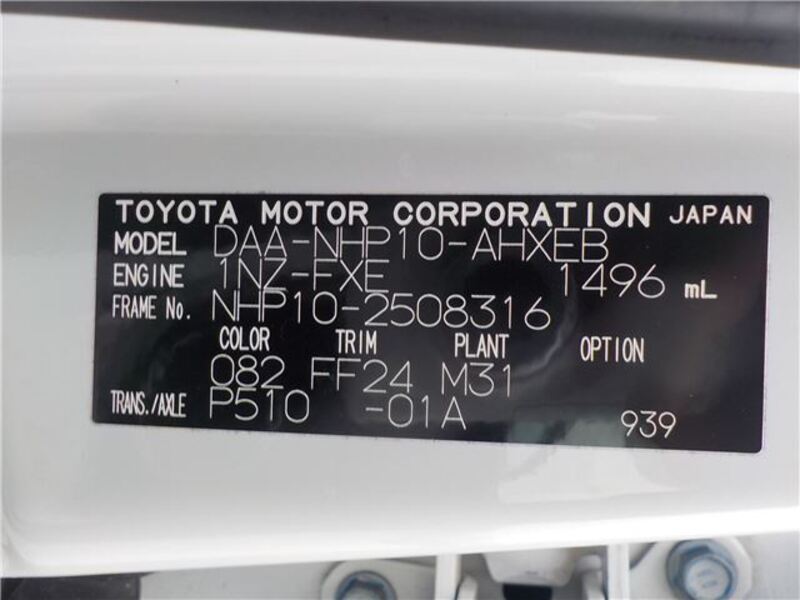 TOYOTA MOTOR CORPORATION JAPAN
MODEL DAA-NHP10-AHXEB
ENGINE 1NZ-FXE 1496 mL
FRAME No. NHP10-2508316
COLOR TRIM PLANT OPTION
082 FF24 M31
TRANS./AXLE P510 -01A 939